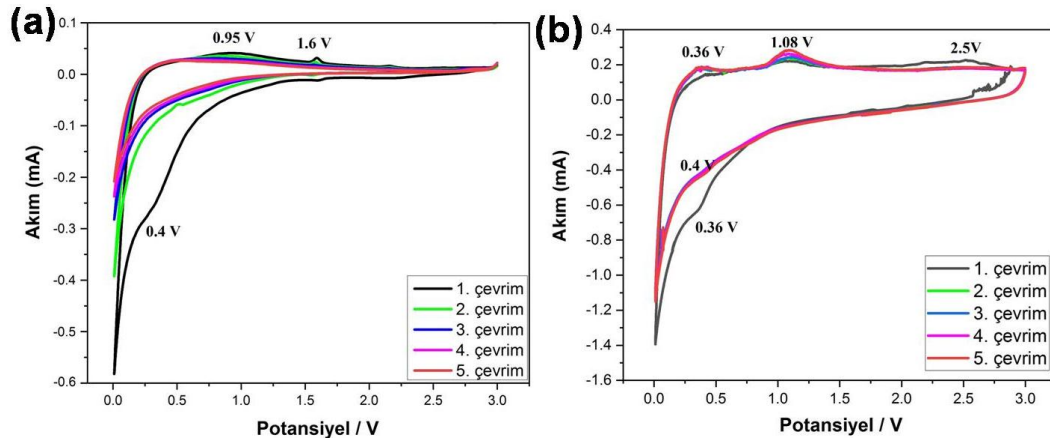 (a)
0.95 V
1.6 V
0.4 V
0.1
0.0
-0.1
-0.2
-0.3
-0.4
-0.5
-0.6
Akım (mA)
0.0 0.5 1.0 1.5 2.0 2.5 3.0
Potansiyel / V
1. çevrim
2. çevrim
3. çevrim
4. çevrim
5. çevrim
(b)
0.36 V
1.08 V
2.5V
0.4 V
0.36 V
0.6
0.4
0.2
0.0
-0.2
-0.4
-0.6
-0.8
-1.0
-1.2
-1.4
-1.6
Akım (mA)
0.0 0.5 1.0 1.5 2.0 2.5 3.0
Potansiyel / V
1. çevrim
2. çevrim
3. çevrim
4. çevrim
5. çevrim